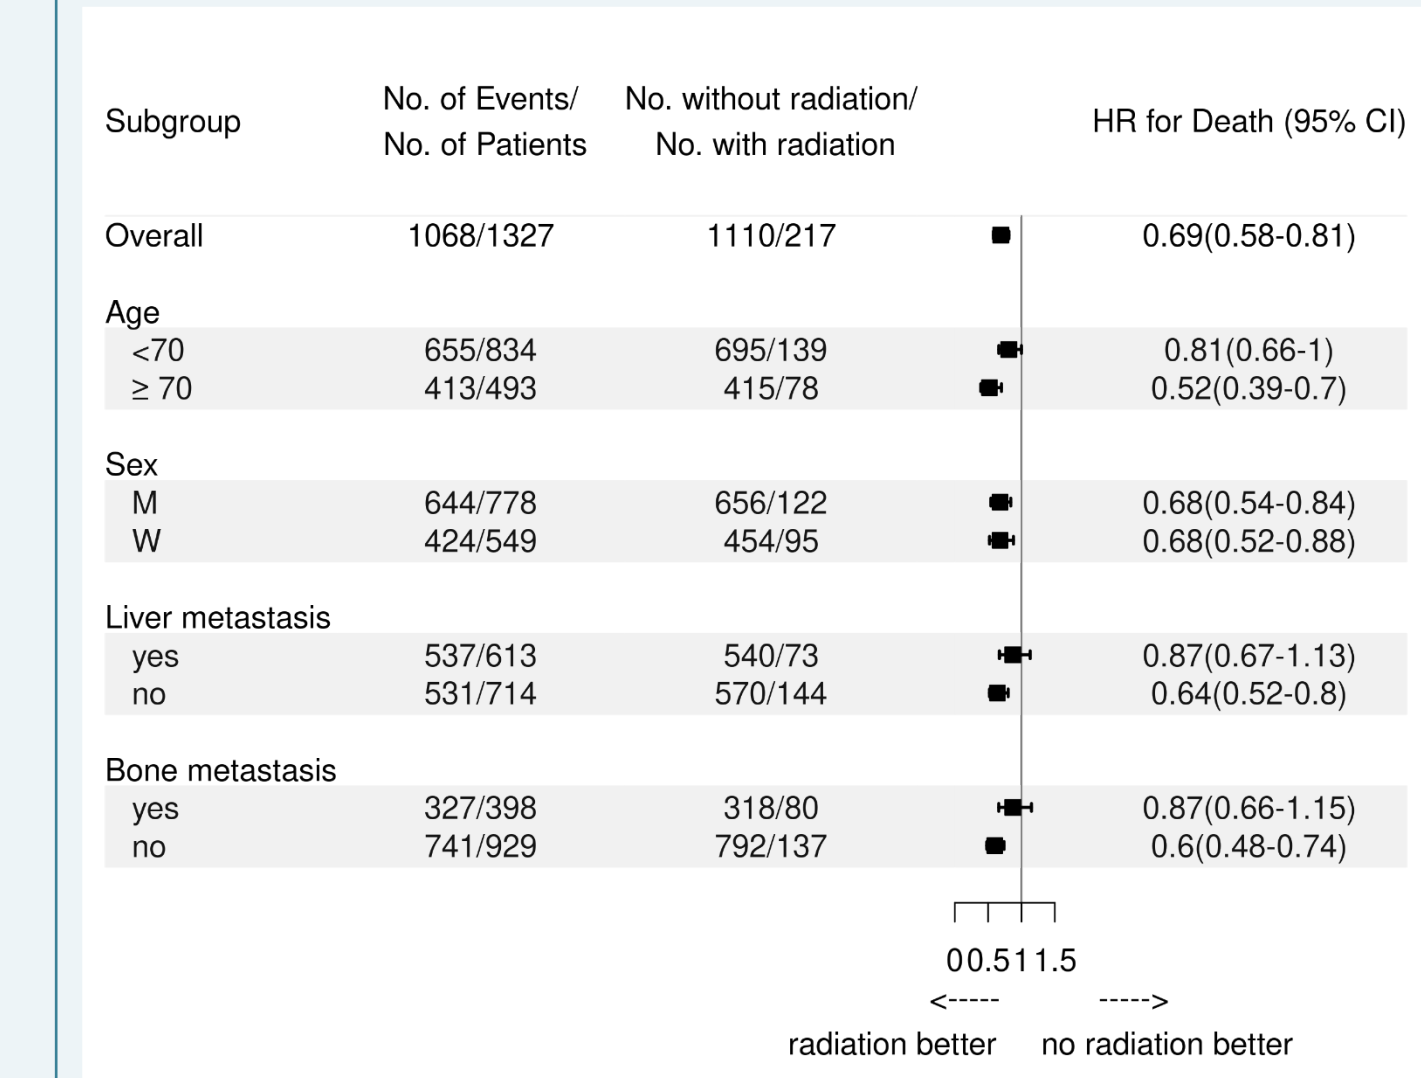 Subgroup
No. of Events/
No. of Patients
No. without radiation/
No. with radiation
HR for Death (95% CI)
Overall 1068/1327 1110/217 0.69(0.58-0.81)
Age
<70 655/834 695/139 0.81(0.66-1)
≥ 70 413/493 415/78 0.52(0.39-0.7)
Sex
M 644/778 656/122 0.68(0.54-0.84)
W 424/549 454/95 0.68(0.52-0.88)
Liver metastasis
yes 537/613 540/73 0.87(0.67-1.13)
no 531/714 570/144 0.64(0.52-0.8)
Bone metastasis
yes 327/398 318/80 0.87(0.66-1.15)
no 741/929 792/137 0.6(0.48-0.74)
0 0.5 1 1.5
<----- ----->
radiation better no radiation better